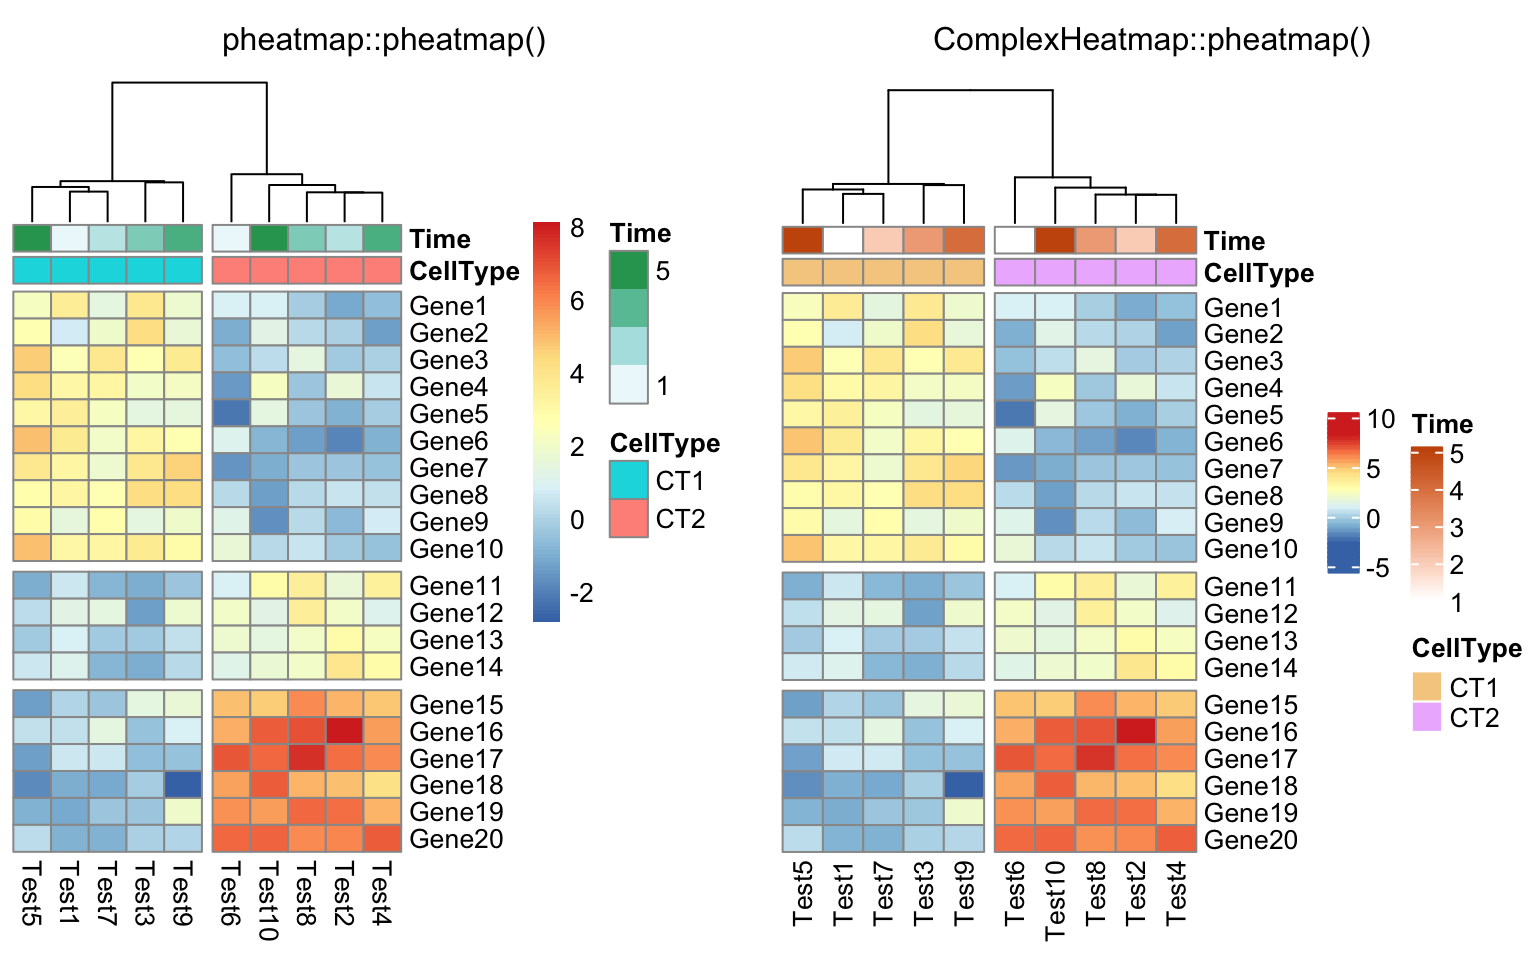 pheatmap::pheatmap()
Time
CellType
Gene1
Gene2
Gene3
Gene4
Gene5
Gene6
Gene7
Gene8
Gene9
Gene10
Gene11
Gene12
Gene13
Gene14
Gene15
Gene16
Gene17
Gene18
Gene19
Gene20
Test5
Test1
Test7
Test3
Test9
Test6
Test10
Test8
Test2
Test4
8
6
4
2
0
-2
Time
5
1
CellType
CT1
CT2
ComplexHeatmap::pheatmap()
Time
CellType
Gene1
Gene2
Gene3
Gene4
Gene5
Gene6
Gene7
Gene8
Gene9
Gene10
Gene11
Gene12
Gene13
Gene14
Gene15
Gene16
Gene17
Gene18
Gene19
Gene20
Test5
Test1
Test7
Test3
Test9
Test6
Test10
Test8
Test2
Test4
10
5
0
-5
Time
5
4
3
2
1
CellType
CT1
CT2